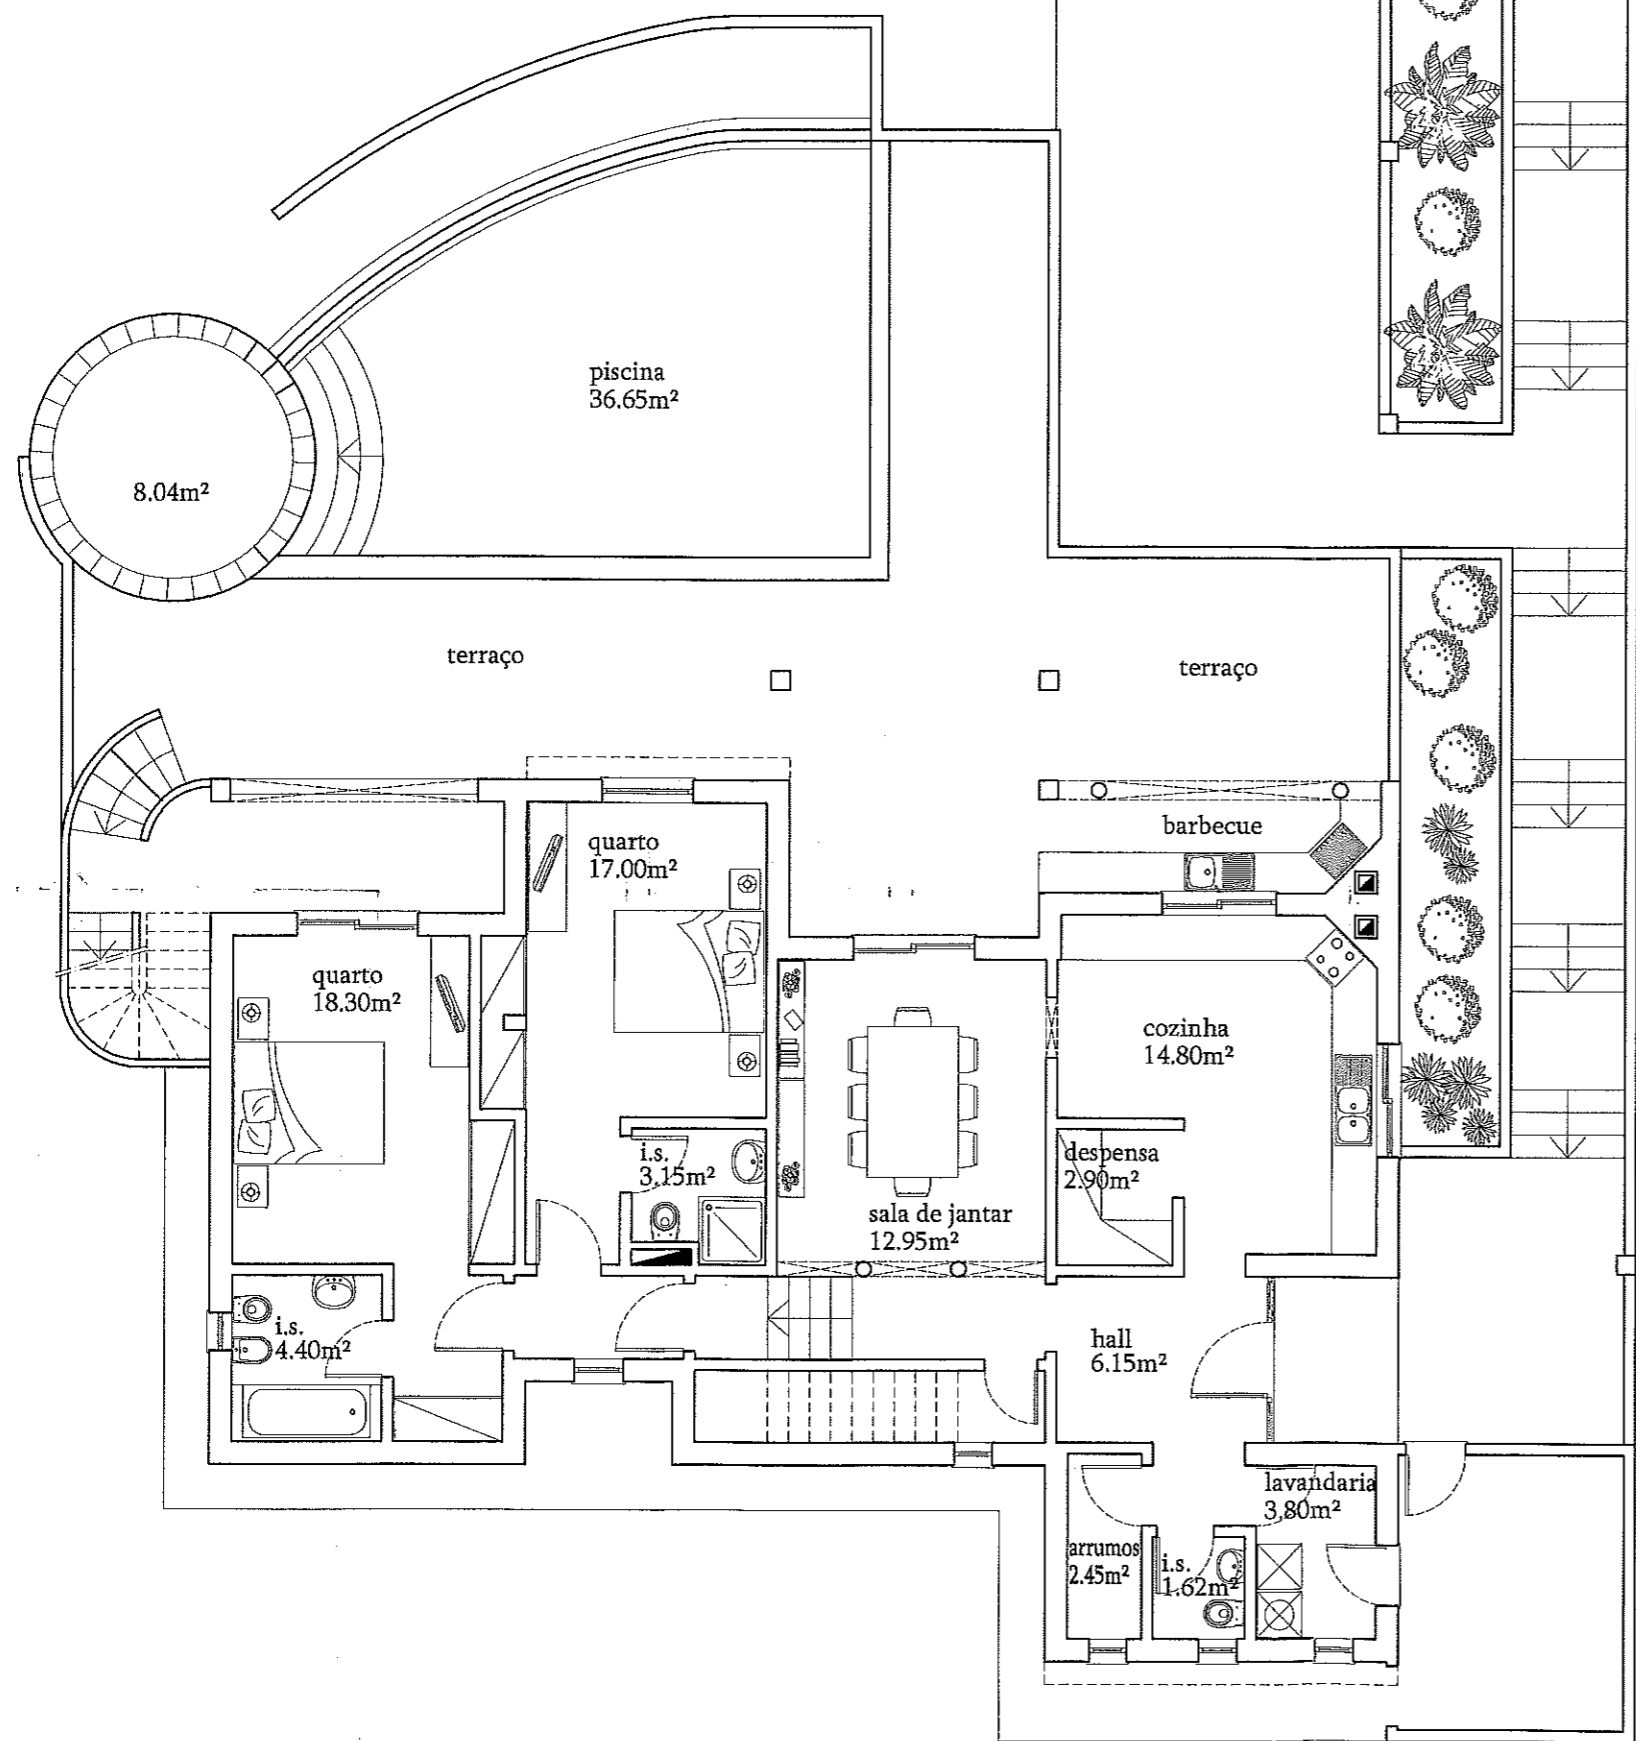 piscina
36.65m²
8.04m²
terraço
terraço
barbecue
quarto
17.00m²
quarto
18.30m²
cozinha
14.80m²
i.s.
3.15m²
despensa
2.90m²
sala de jantar
12.95m²
i.s.
4.40m²
hall
6.15m²
lavandaria
3.80m²
arrumos
2.45m²
i.s.
1.62m²